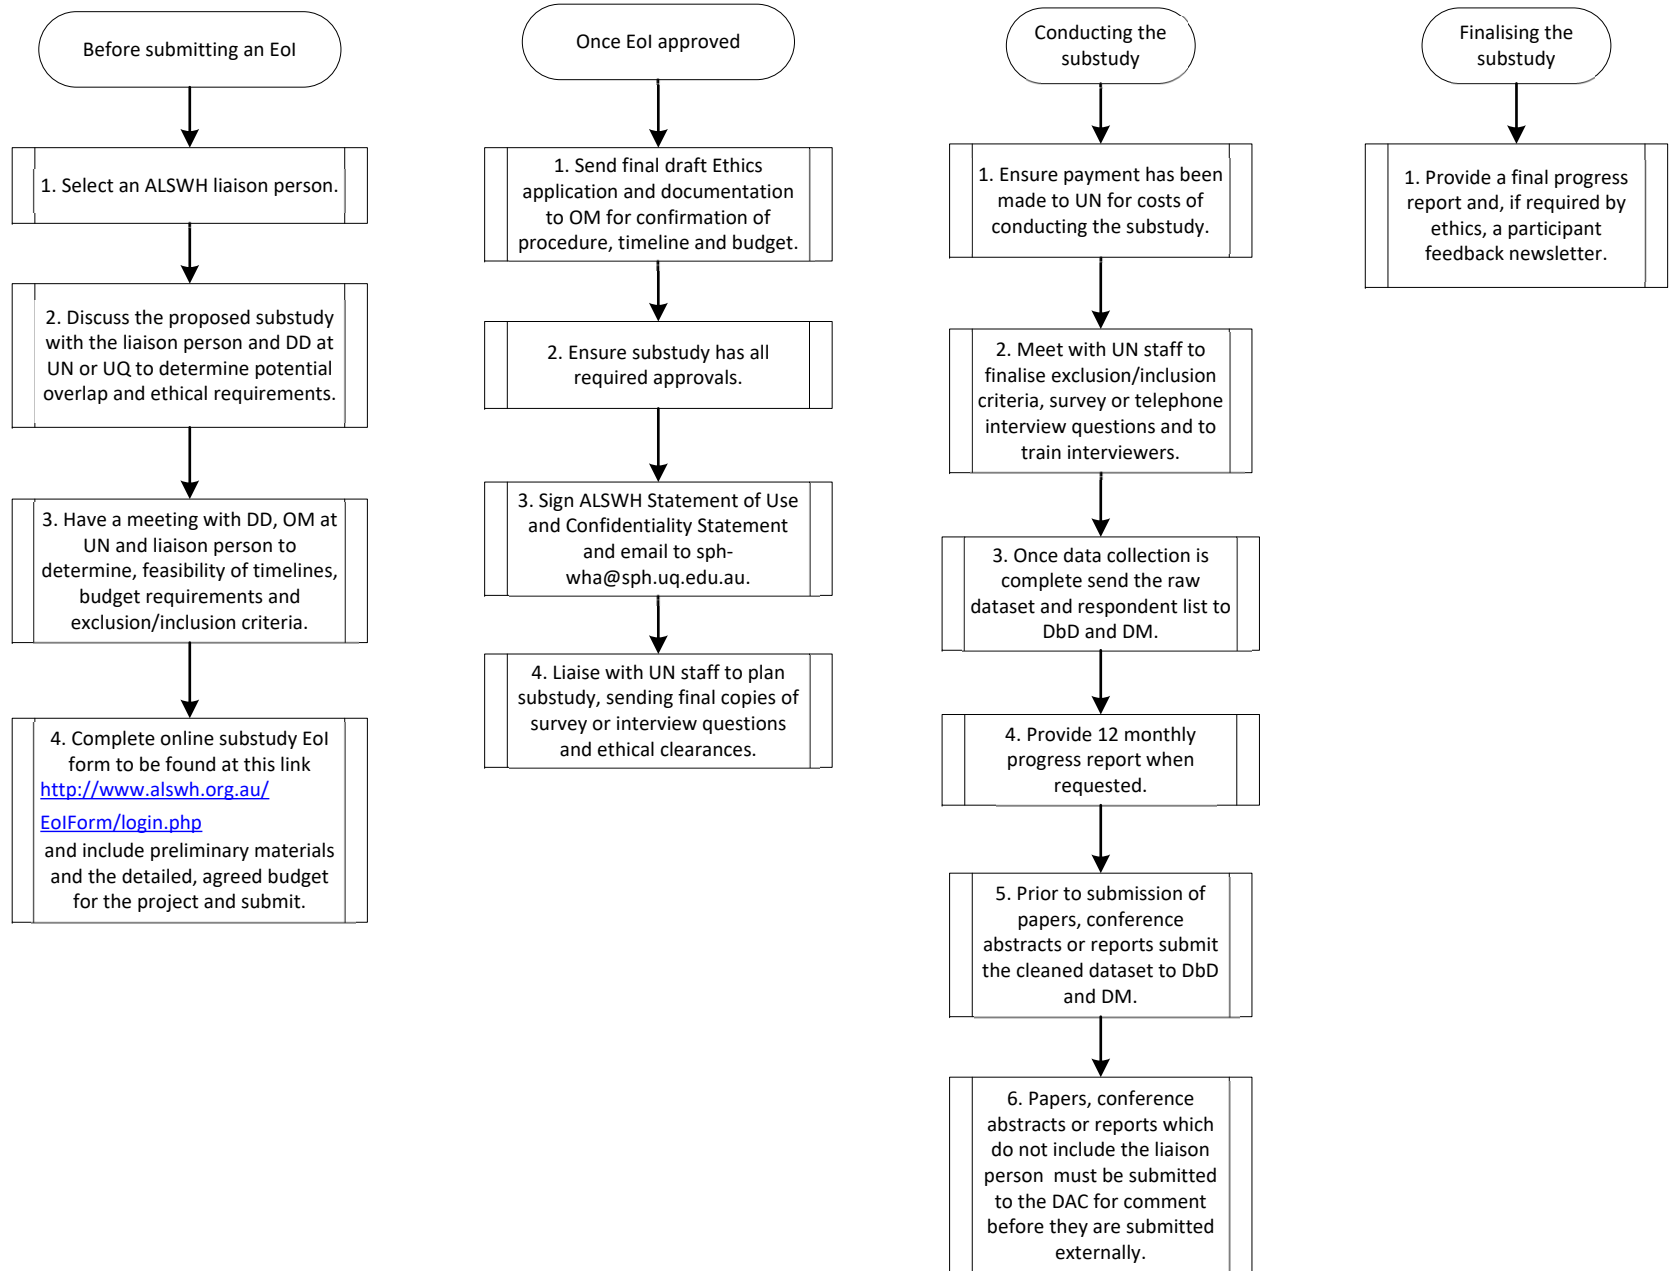 Before submitting an EoI
1. Select an ALSWH liaison person.
2. Discuss the proposed substudy
with the liaison person and DD at
UN or UQ to determine potential
overlap and ethical requirements.
3. Have a meeting with DD, OM at
UN and liaison person to
determine, feasibility of timelines,
budget requirements and
exclusion/inclusion criteria.
4. Complete online substudy EoI
form to be found at this link
http://www.alswh.org.au/
EoIForm/login.php
and include preliminary materials
and the detailed, agreed budget
for the project and submit.
Once EoI approved
1. Send final draft Ethics
application and documentation
to OM for confirmation of
procedure, timeline and budget.
2. Ensure substudy has all
required approvals.
3. Sign ALSWH Statement of Use
and Confidentiality Statement
and email to sph-
wha@sph.uq.edu.au.
4. Liaise with UN staff to plan
substudy, sending final copies of
survey or interview questions
and ethical clearances.
Conducting the
substudy
1. Ensure payment has been
made to UN for costs of
conducting the substudy.
2. Meet with UN staff to
finalise exclusion/inclusion
criteria, survey or telephone
interview questions and to
train interviewers.
3. Once data collection is
complete send the raw
dataset and respondent list to
DbD and DM.
4. Provide 12 monthly
progress report when
requested.
5. Prior to submission of
papers, conference
abstracts or reports submit
the cleaned dataset to DbD
and DM.
6. Papers, conference
abstracts or reports which
do not include the liaison
person  must be submitted
to the DAC for comment
before they are submitted
externally.
Finalising the
substudy
1. Provide a final progress
report and, if required by
ethics, a participant
feedback newsletter.